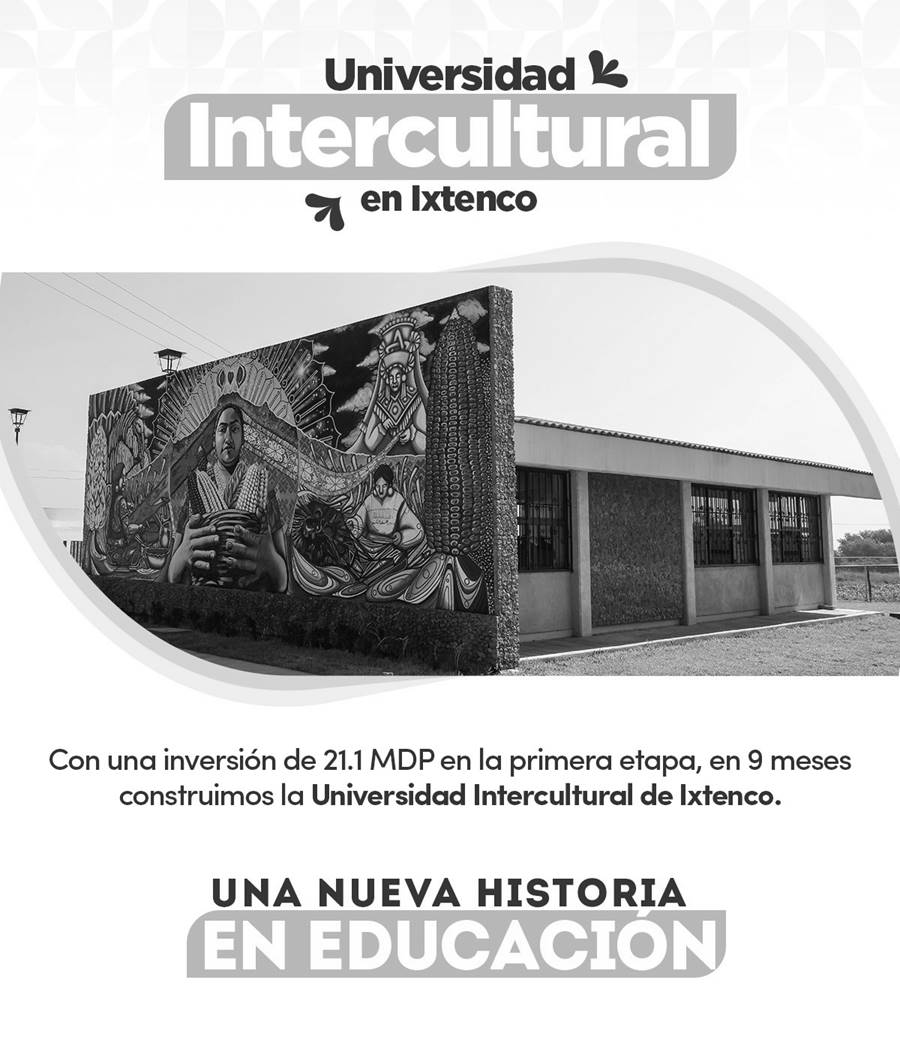 Universidad
Intercultural
en Ixtenco
Con una inversión de 21.1 MDP en la primera etapa, en 9 meses
construimos la Universidad Intercultural de Ixtenco.
UNA NUEVA HISTORIA
EN EDUCACIÓN